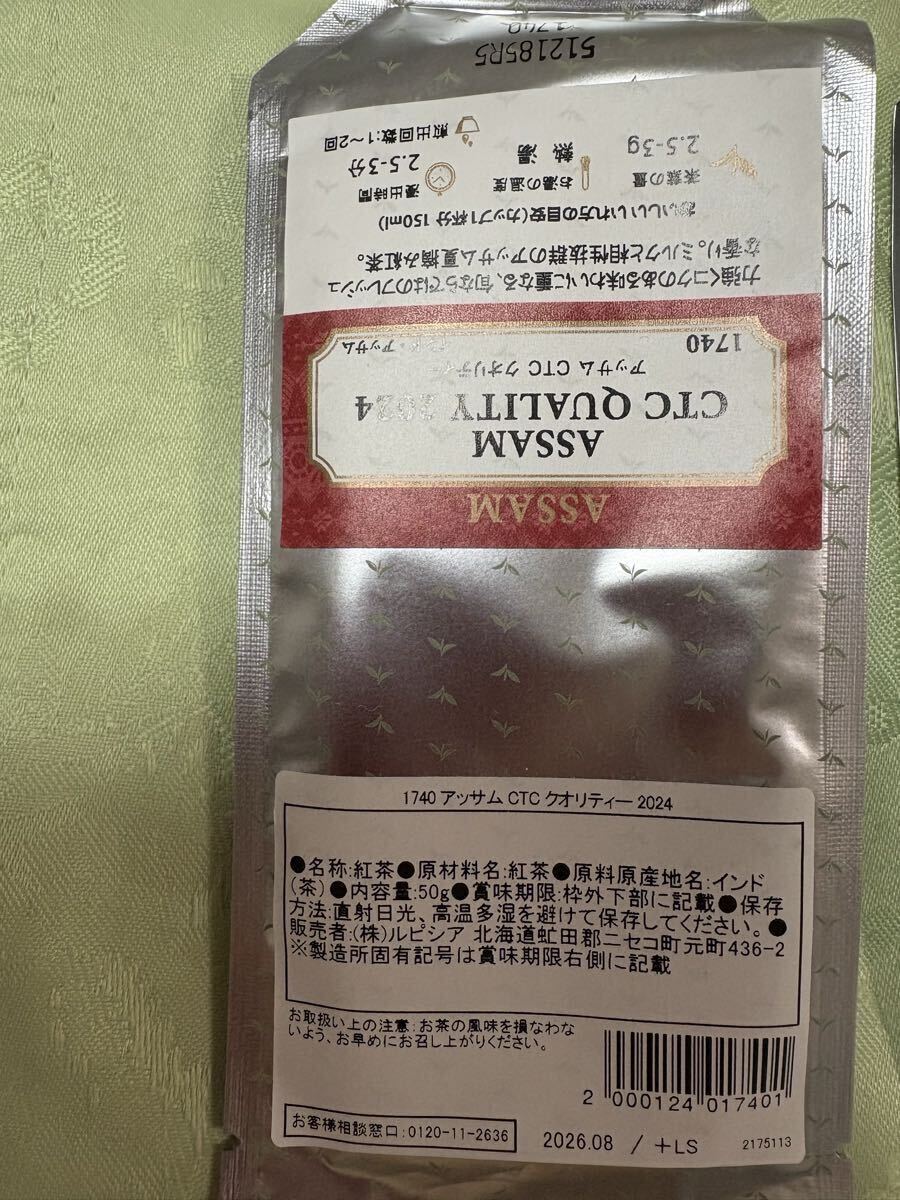 ASSAM
ASSAM
CTC QUALITY 2024
アッサム CTC クオリティー
1740
アッサム
力強くコクのある味わいに重なる、旬ならではのフレッシュ
な香り。ミルクと相性抜群のアッサム夏摘み紅茶。
おいしいいれ方の目安(カップ1杯分 150ml)
茶葉の量
2.5-3g
お湯の温度
熱湯
浸出時間
2.5-3分
煎出回数:1～2回
1740
512185R5
1740 アッサム CTC クオリティー 2024
●名称:紅茶●原材料名:紅茶●原料原産地名:インド
(茶)●内容量:50g●賞味期限:枠外下部に記載●保存
方法:直射日光、高温多湿を避けて保存してください。●
販売者:(株)ルピシア 北海道虻田郡ニセコ町元町436-2
※製造所固有記号は賞味期限右側に記載
お取扱い上の注意:お茶の風味を損なわな
いよう、お早めにお召し上がりください。
2 000124 017401
お客様相談窓口:0120-11-2636
2026.08 / +LS
2175113